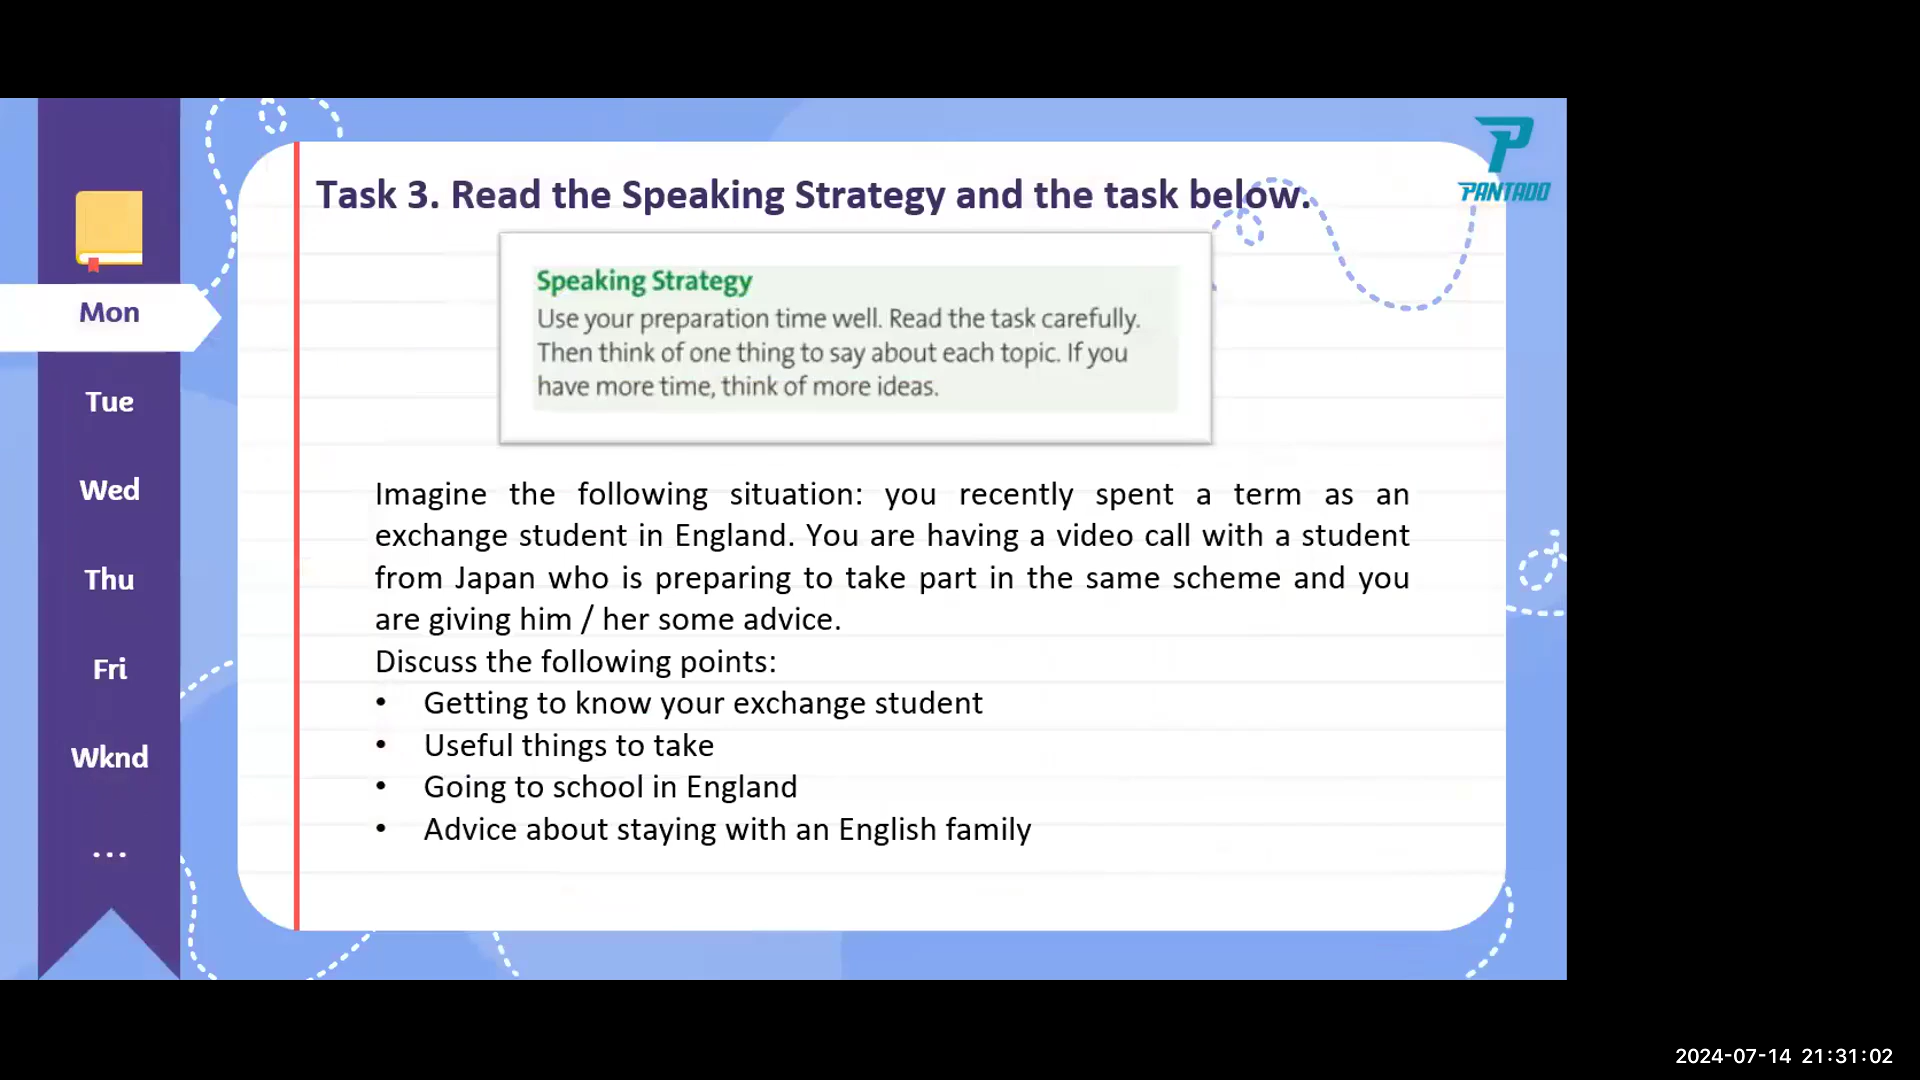 PANTADO
Task 3. Read the Speaking Strategy and the task below.
Speaking Strategy
Use your preparation time well. Read the task carefully.
Then think of one thing to say about each topic. If you
have more time, think of more ideas.
Mon
Tue
Wed
Thu
Fri
Wknd
...
Imagine the following situation: you recently spent a term as an
exchange student in England. You are having a video call with a student
from Japan who is preparing to take part in the same scheme and you
are giving him / her some advice.
Discuss the following points:
• Getting to know your exchange student
• Useful things to take
• Going to school in England
• Advice about staying with an English family
2024-07-14 21:31:02